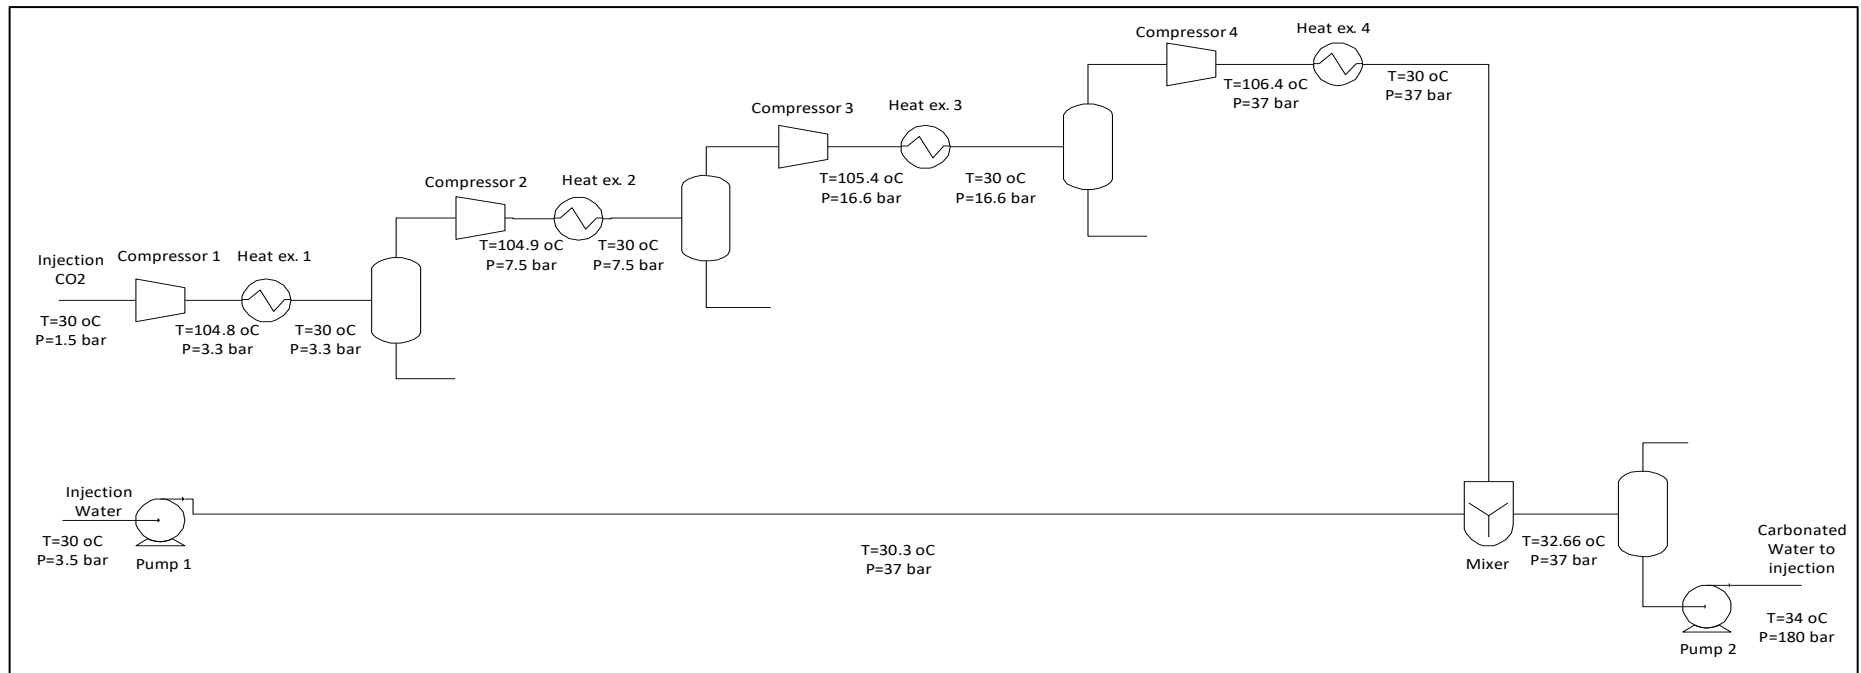 Compressor 4
Heat ex. 4
T=106.4 oC
P=37 bar
T=30 oC
P=37 bar
Compressor 3
Heat ex. 3
T=105.4 oC
P=16.6 bar
T=30 oC
P=16.6 bar
Compressor 2
Heat ex. 2
T=104.9 oC
P=7.5 bar
T=30 oC
P=7.5 bar
Injection
CO2
Compressor 1
Heat ex. 1
T=30 oC
P=1.5 bar
T=104.8 oC
P=3.3 bar
T=30 oC
P=3.3 bar
Injection
Water
T=30 oC
P=3.5 bar
Pump 1
T=30.3 oC
P=37 bar
Mixer
T=32.66 oC
P=37 bar
Carbonated
Water to
injection
T=34 oC
P=180 bar
Pump 2